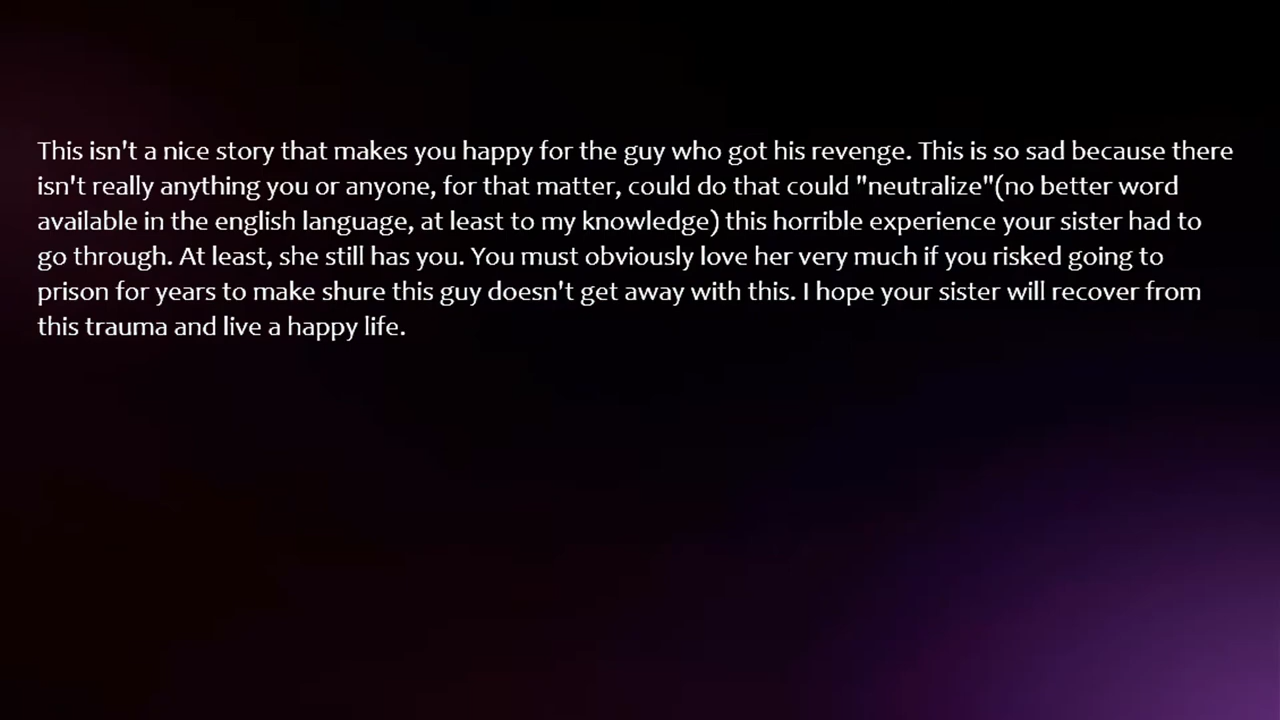 This isn't a nice story that makes you happy for the guy who got his revenge. This is so sad because there
isn't really anything you or anyone, for that matter, could do that could "neutralize"(no better word
available in the english language, at least to my knowledge) this horrible experience your sister had to
go through. At least, she still has you. You must obviously love her very much if you risked going to
prison for years to make shure this guy doesn't get away with this. I hope your sister will recover from
this trauma and live a happy life.